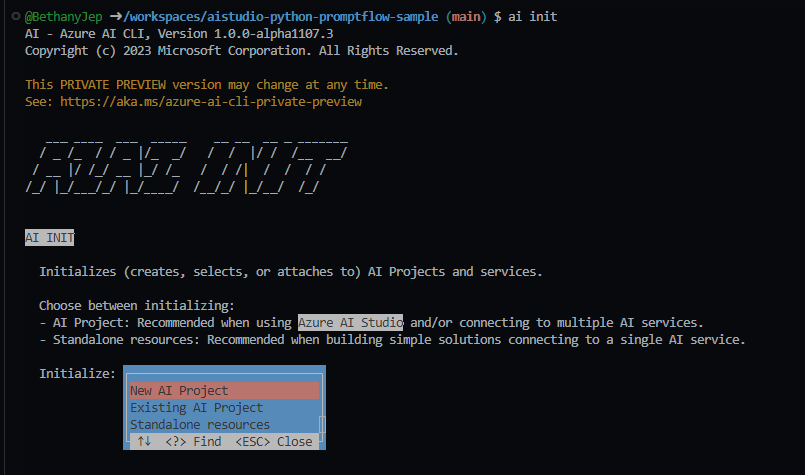 @BethanyJep ➜/workspaces/aistudio-python-promptflow-sample (main) $ ai init
AI - Azure AI CLI, Version 1.0.0-alpha1107.3
Copyright (c) 2023 Microsoft Corporation. All Rights Reserved.
This PRIVATE PREVIEW version may change at any time.
See: https://aka.ms/azure-ai-cli-private-preview
AZURE INIT
AI INIT
Initializes (creates, selects, or attaches to) AI Projects and services.
Choose between initializing:
- AI Project: Recommended when using Azure AI Studio and/or connecting to multiple AI services.
- Standalone resources: Recommended when building simple solutions connecting to a single AI service.
Initialize:
New AI Project
Existing AI Project
Standalone resources
↑↓ <?> Find <ESC> Close